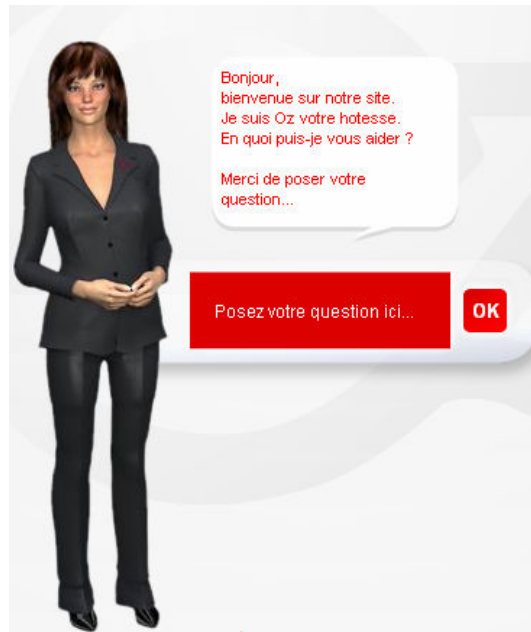 Bonjour,
bienvenue sur notre site.
Je suis Oz votre hotesse.
En quoi puis-je vous aider ?
Merci de poser votre
question...
Posez votre question ici...
OK